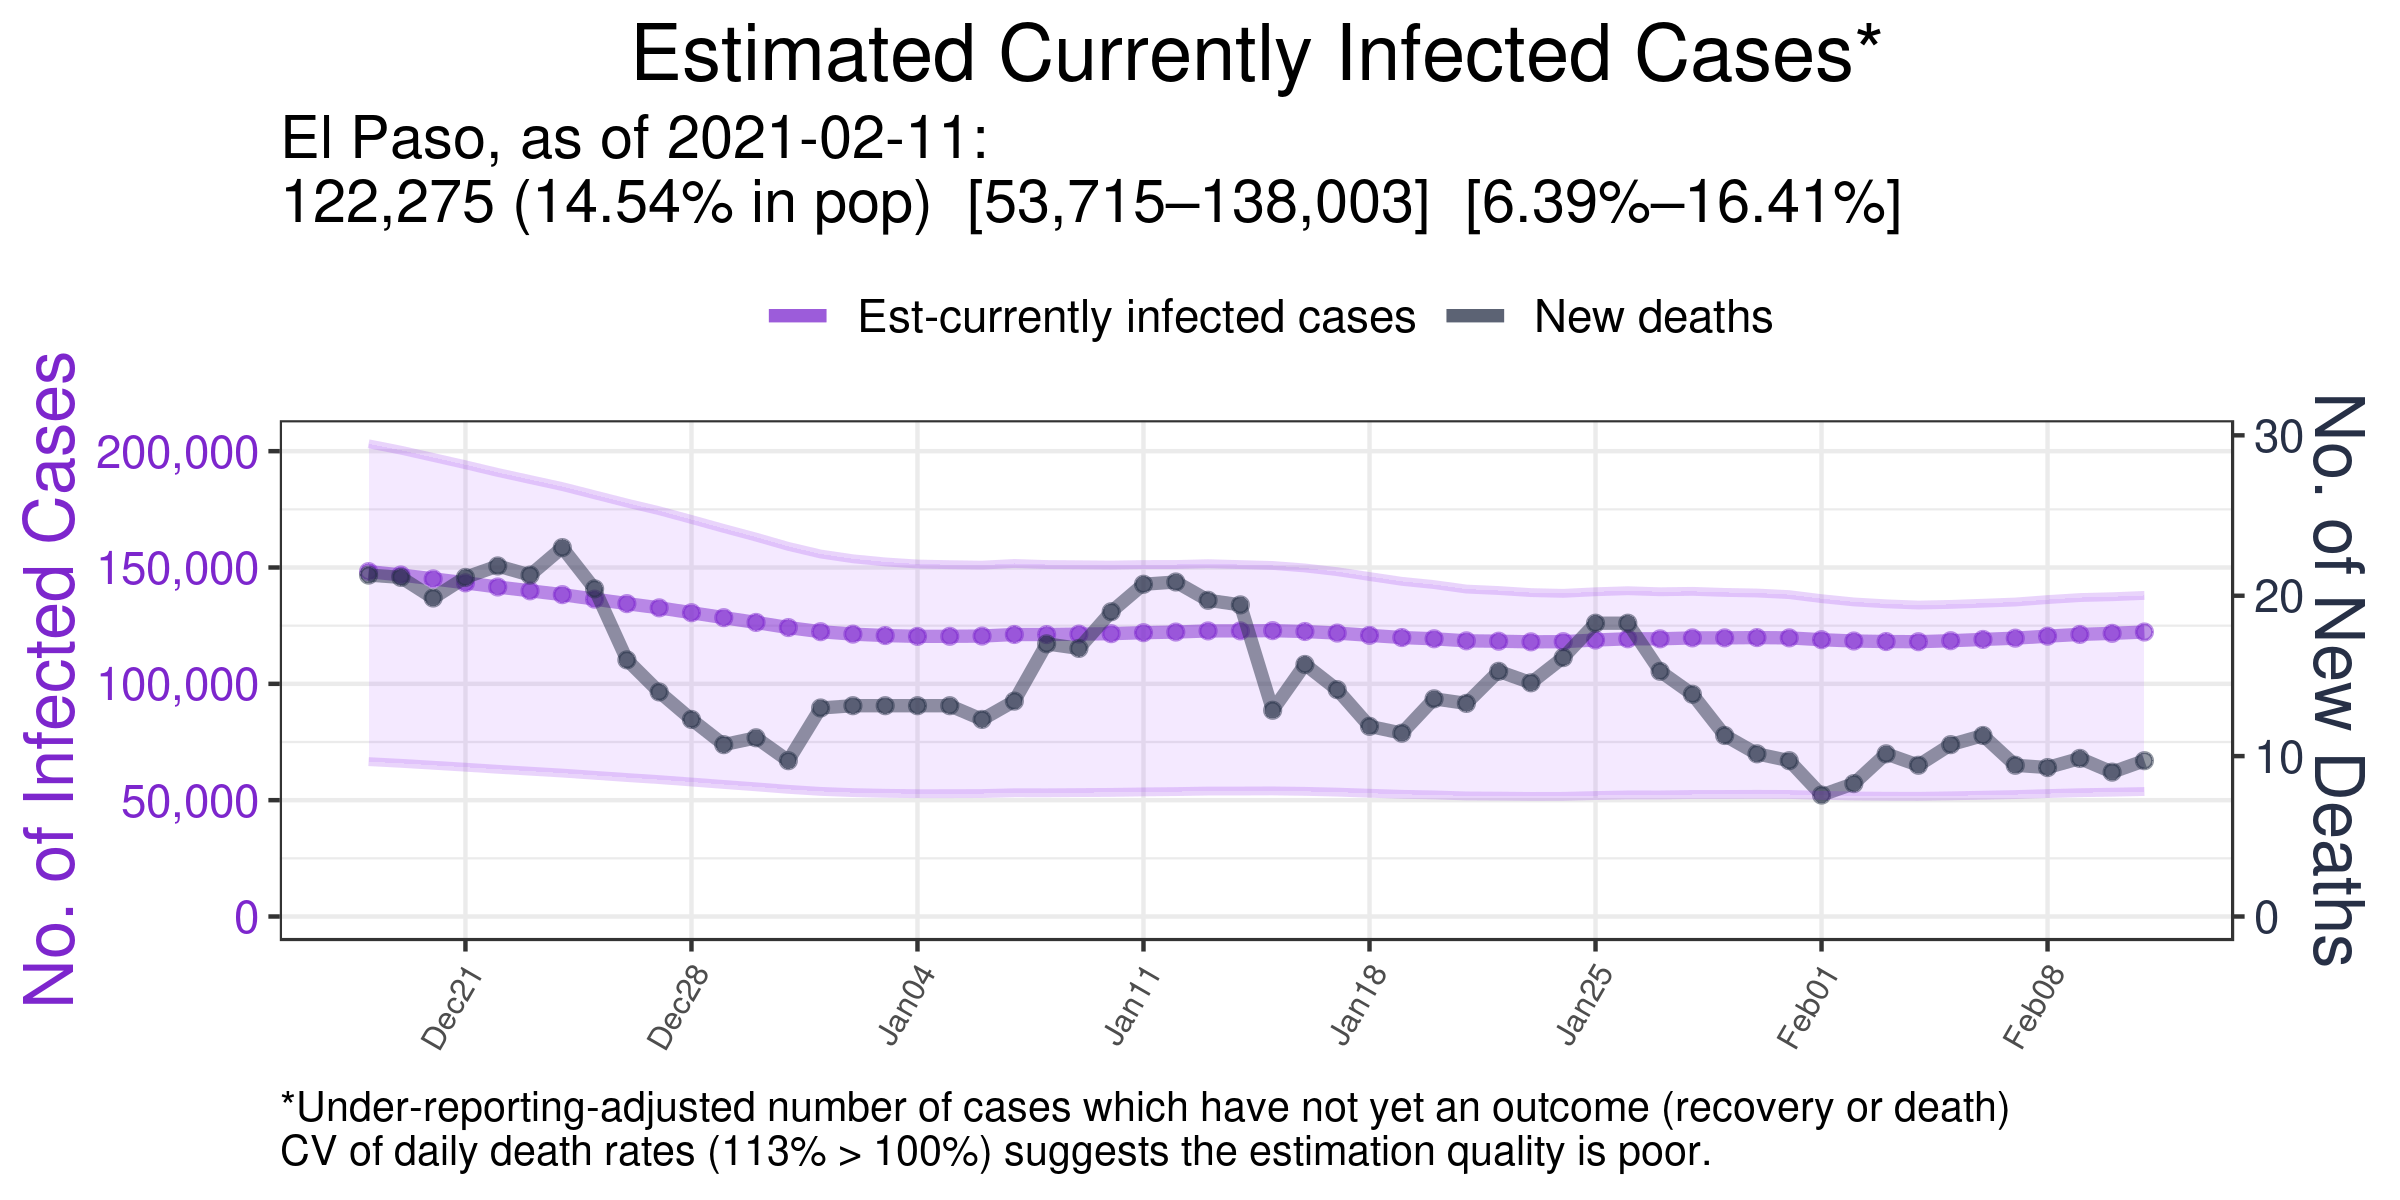 Estimated Currently Infected Cases*
El Paso, as of 2021-02-11:
122,275 (14.54% in pop)  [53,715–138,003]  [6.39%–16.41%]
Est-currently infected cases
New deaths
No. of Infected Cases
200,000
150,000
100,000
50,000
0
30
20
10
0
No. of New Deaths
Dec21
Dec28
Jan04
Jan11
Jan18
Jan25
Feb01
Feb08
*Under-reporting-adjusted number of cases which have not yet an outcome (recovery or death)
CV of daily death rates (113% > 100%) suggests the estimation quality is poor.